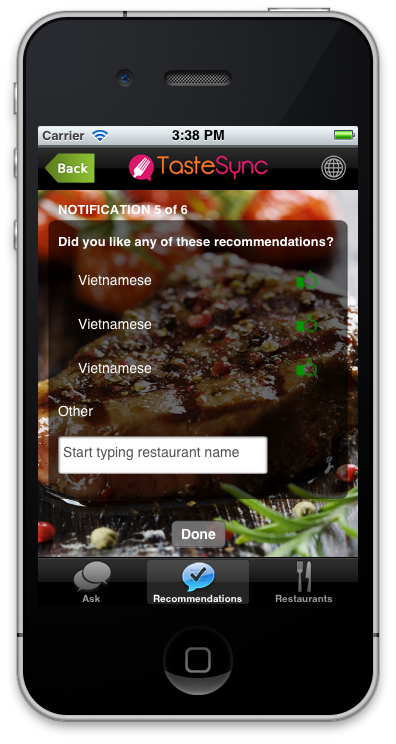 Carrier 3:38 PM
Back TasteSync
NOTIFICATION 5 of 6
Did you like any of these recommendations?
Vietnamese
Vietnamese
Vietnamese
Other
Start typing restaurant name
Done
Ask Recommendations Restaurants